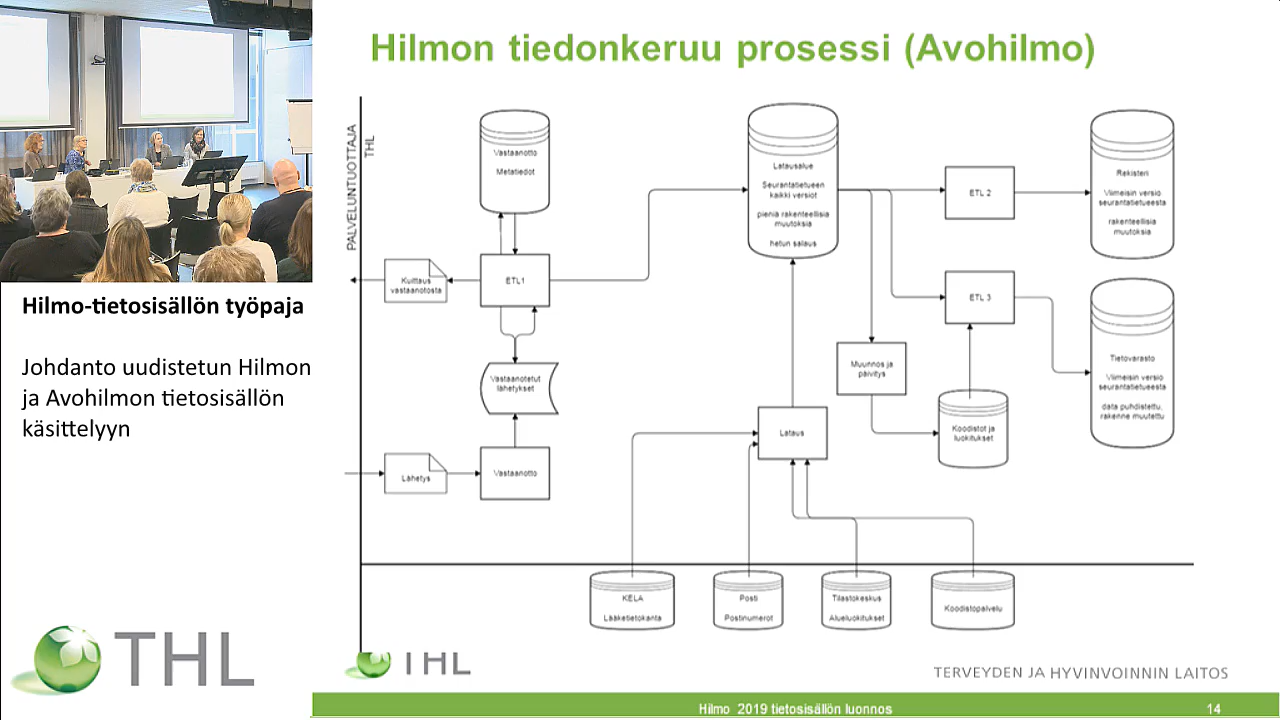 Hilmon tiedonkeruu prosessi (Avohilmo)
PALVELUNTUOTTAJA
THL
Vastaanotto
Metatiedot
Latausalue
Seurantatietueen
kaikki versiot
pieniä rakenteellisia
muutoksia
hetun salaus
ETL 2
Rekisteri
Viimeisin versio
seurantatietueesta
rakenteellisia
muutoksia
Kuittaus
vastaanotosta
ETL1
ETL 3
Muunnos ja
päivitys
Tietovarasto
Viimeisin versio
seurantatietueesta
data puhdistettu,
rakenne muutettu
Vastaanotetut
lähetykset
Lataus
Koodistot ja
luokitukset
Lähetys
Vastaanotto
KELA
Lääketietokanta
Posti
Postinumerot
Tilastokeskus
Alueluokitukset
Koodistopalvelu
Hilmo-tietosisällön työpaja
Johdanto uudistetun Hilmon
ja Avohilmon tietosisällön
käsittelyyn
THL
THL
TERVEYDEN JA HYVINVOINNIN LAITOS
Hilmo 2019 tietosisällön luonnos
14